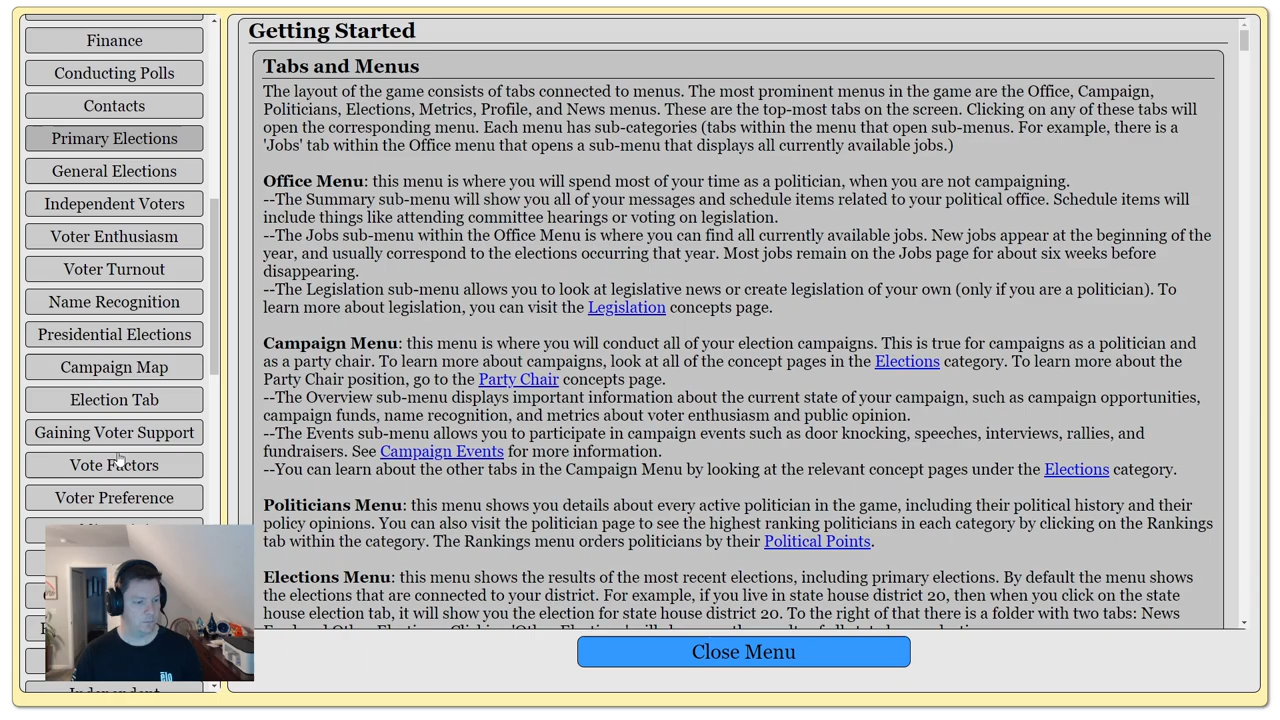 Finance
Conducting Polls
Contacts
Primary Elections
General Elections
Independent Voters
Voter Enthusiasm
Voter Turnout
Name Recognition
Presidential Elections
Campaign Map
Election Tab
Gaining Voter Support
Vote Factors
Voter Preference
Getting Started
Tabs and Menus
The layout of the game consists of tabs connected to menus. The most prominent menus in the game are the Office, Campaign,
Politicians, Elections, Metrics, Profile, and News menus. These are the top-most tabs on the screen. Clicking on any of these tabs will
open the corresponding menu. Each menu has sub-categories (tabs within the menu that open sub-menus. For example, there is a
'Jobs' tab within the Office menu that opens a sub-menu that displays all currently available jobs.)
Office Menu: this menu is where you will spend most of your time as a politician, when you are not campaigning.
--The Summary sub-menu will show you all of your messages and schedule items related to your political office. Schedule items will
include things like attending committee hearings or voting on legislation.
--The Jobs sub-menu within the Office Menu is where you can find all currently available jobs. New jobs appear at the beginning of the
year, and usually correspond to the elections occurring that year. Most jobs remain on the Jobs page for about six weeks before
disappearing.
--The Legislation sub-menu allows you to look at legislative news or create legislation of your own (only if you are a politician). To
learn more about legislation, you can visit the Legislation concepts page.
Campaign Menu: this menu is where you will conduct all of your election campaigns. This is true for campaigns as a politician and
as a party chair. To learn more about campaigns, look at all of the concept pages in the Elections category. To learn more about the
Party Chair position, go to the Party Chair concepts page.
--The Overview sub-menu displays important information about the current state of your campaign, such as campaign opportunities,
campaign funds, name recognition, and metrics about voter enthusiasm and public opinion.
--The Events sub-menu allows you to participate in campaign events such as door knocking, speeches, interviews, rallies, and
fundraisers. See Campaign Events for more information.
--You can learn about the other tabs in the Campaign Menu by looking at the relevant concept pages under the Elections category.
Politicians Menu: this menu shows you details about every active politician in the game, including their political history and their
policy opinions. You can also visit the politician page to see the highest ranking politicians in each category by clicking on the Rankings
tab within the category. The Rankings menu orders politicians by their Political Points.
Elections Menu: this menu shows the results of the most recent elections, including primary elections. By default the menu shows
the elections that are connected to your district. For example, if you live in state house district 20, then when you click on the state
house election tab, it will show you the election for state house district 20. To the right of that there is a folder with two tabs: News
Close Menu